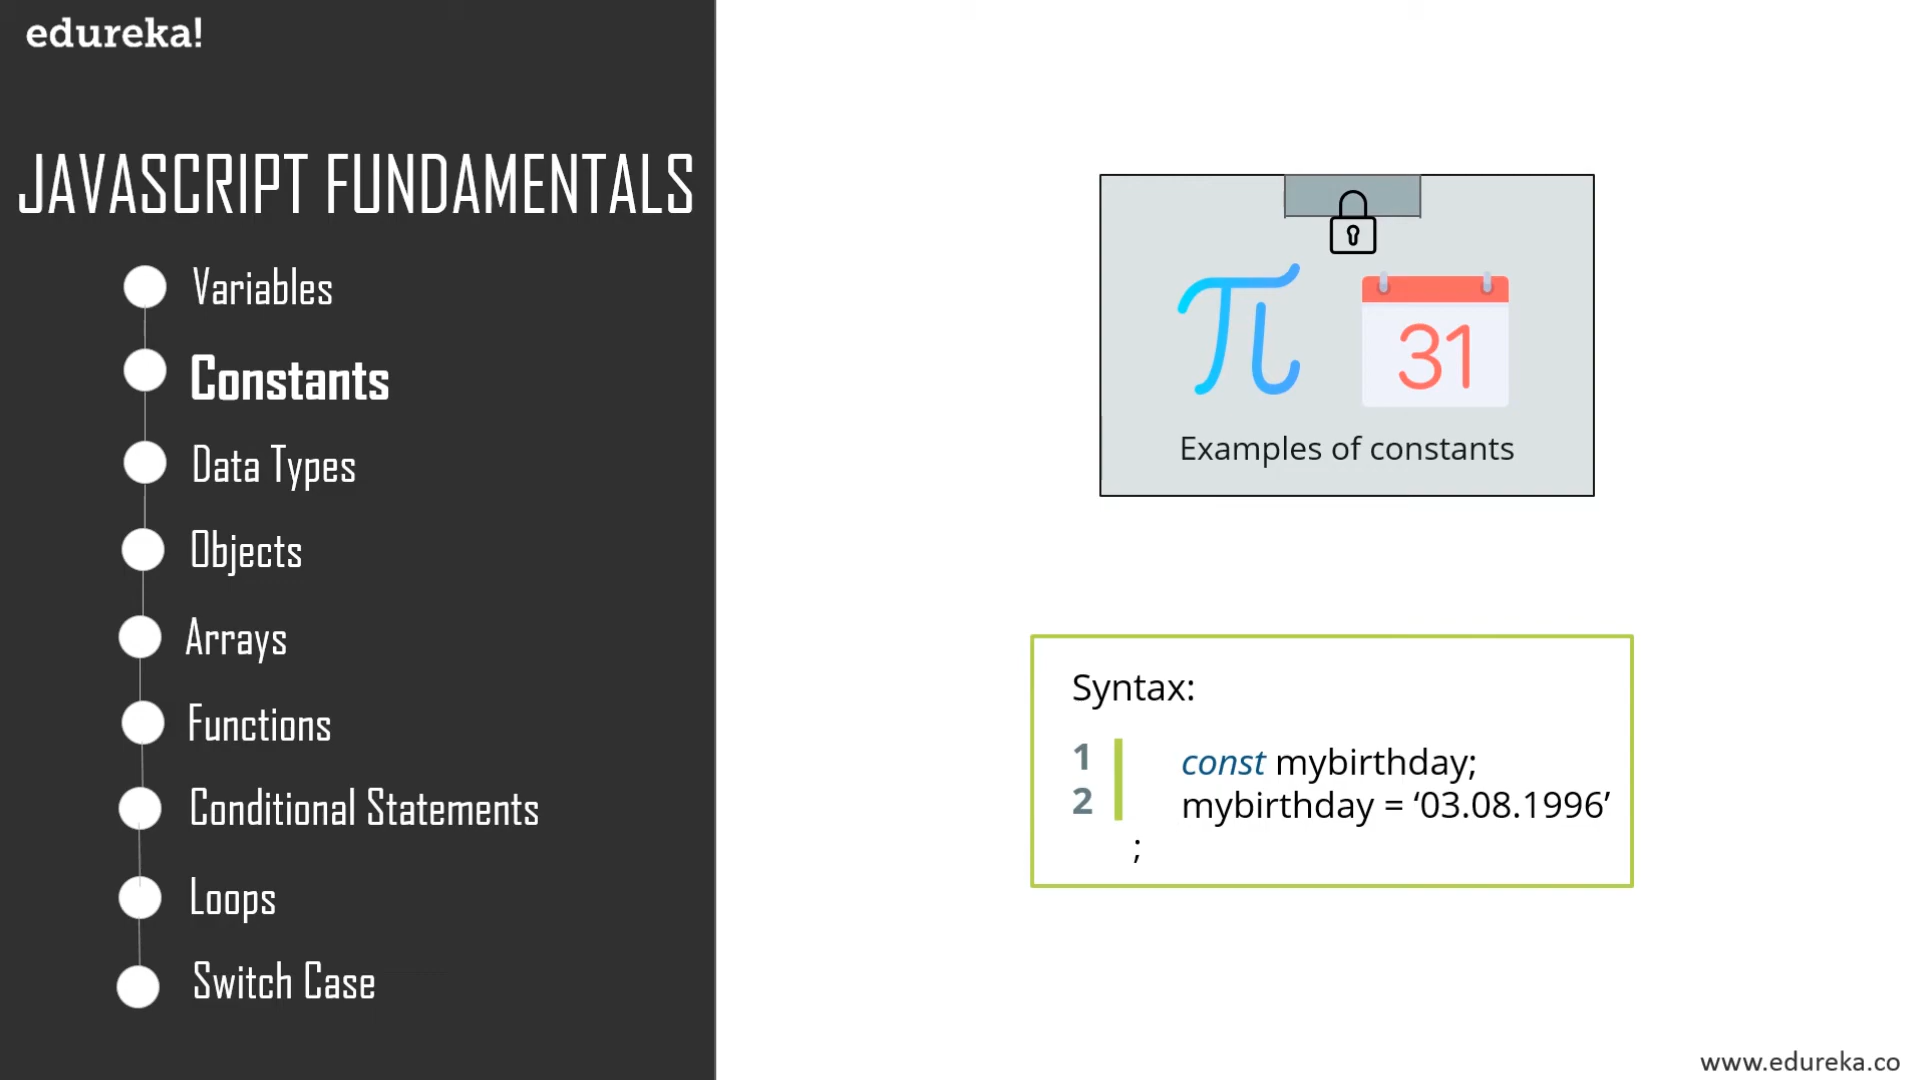 edureka!
JAVASCRIPT FUNDAMENTALS
Variables
Constants
Data Types
Objects
Arrays
Functions
Conditional Statements
Loops
Switch Case
π
31
Examples of constants
Syntax:
1 const mybirthday;
2 mybirthday = ‘03.08.1996’
;
www.edureka.co